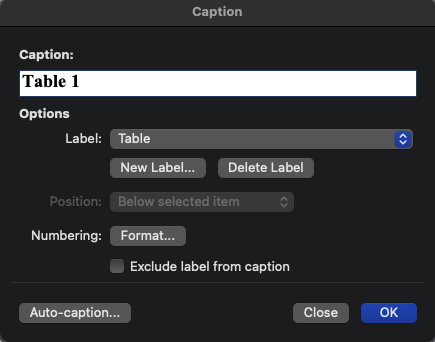 Caption
Caption:
Table 1
Options
Label: Table
New Label... Delete Label
Position: Below selected item
Numbering: Format...
Exclude label from caption
Auto-caption... Close OK